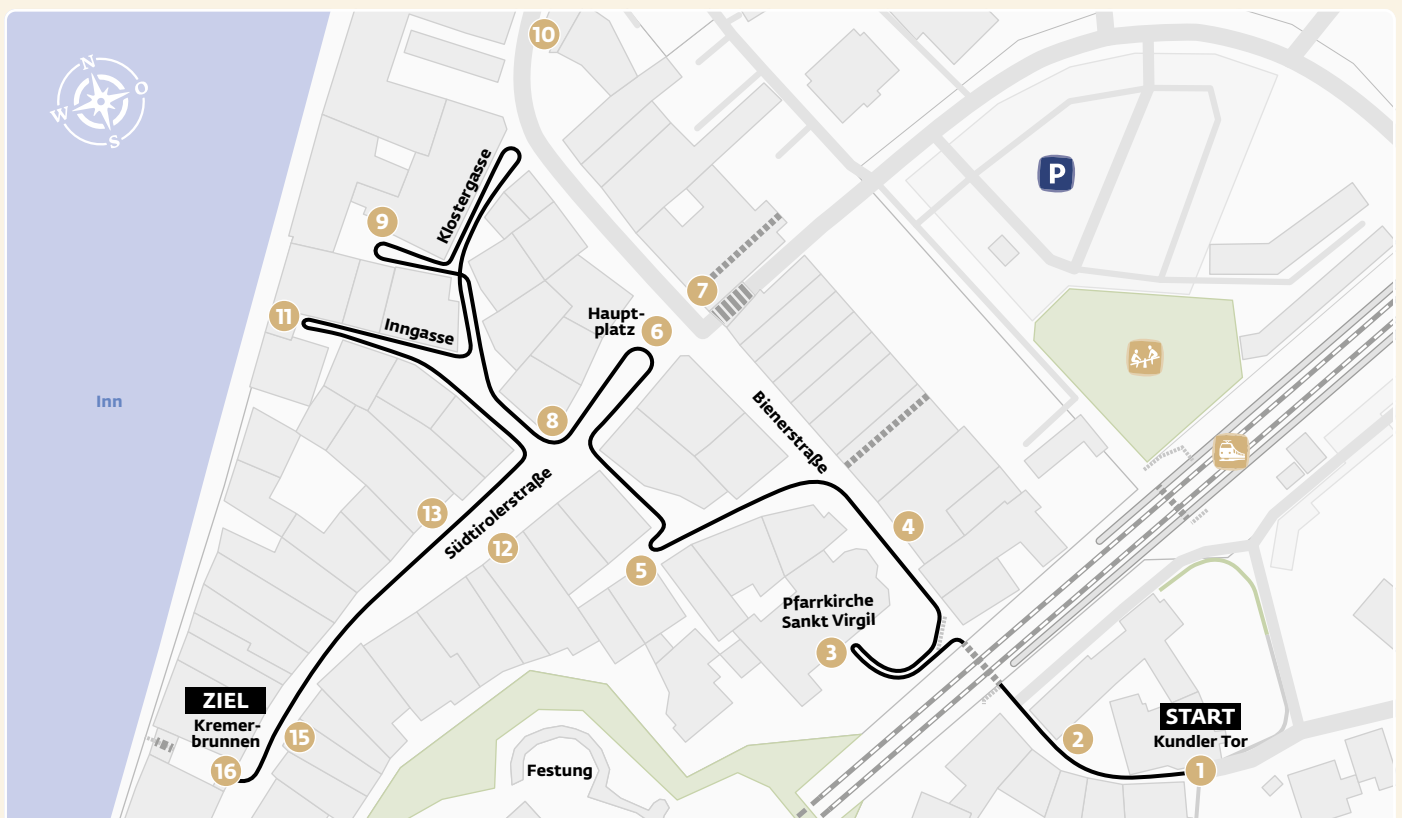 10
N
O
W
S
P
Klostergasse
9
7
11
Haupt-
platz
6
Inngasse
Inn
8
Bienerstraße
13
Südtirolerstraße
12
4
5
Pfarrkirche
Sankt Virgil
3
ZIEL
Kremer-
brunnen
15
16
START
Kundler Tor
2
1
Festung